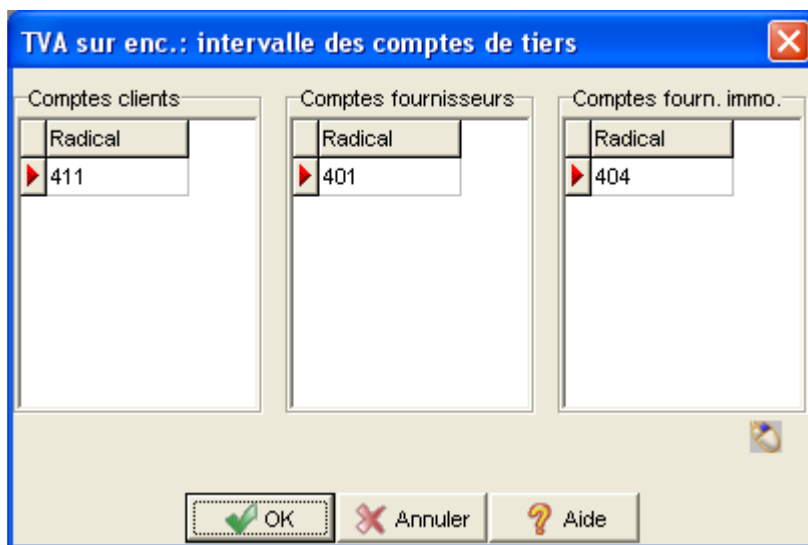 TVA sur enc.: intervalle des comptes de tiers
Comptes clients
Radical
411
Comptes fournisseurs
Radical
401
Comptes fourn. immo.
Radical
404
OK
Annuler
Aide